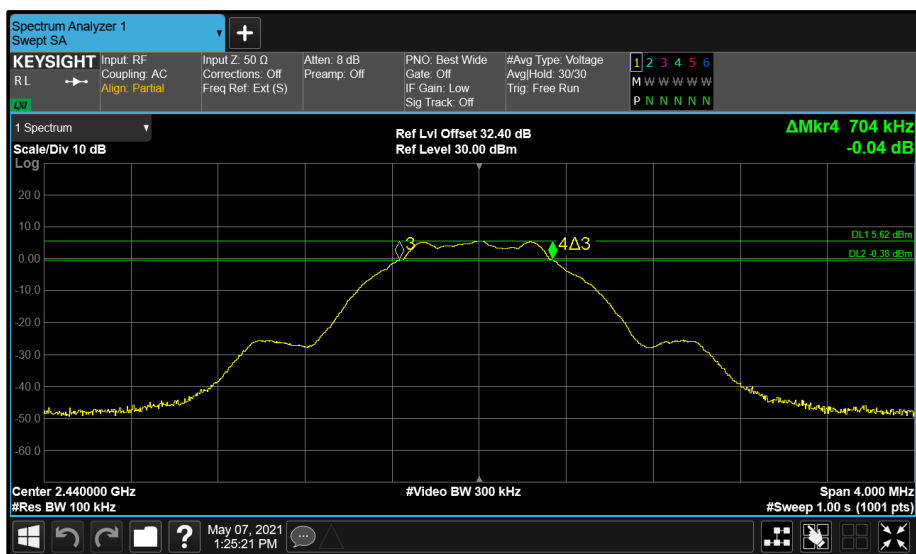 Spectrum Analyzer 1
Swept SA
KEYSIGHT
R L
LXI
Input: RF
Coupling: AC
Align: Partial
Input Z: 50 Ω
Corrections: Off
Freq Ref: Ext (S)
Atten: 8 dB
Preamp: Off
PNO: Best Wide
Gate: Off
IF Gain: Low
Sig Track: Off
#Avg Type: Voltage
Avg|Hold: 30/30
Trig: Free Run
1 2 3 4 5 6
M W W W W W
P N N N N N
1 Spectrum
Scale/Div 10 dB
Log
Ref Lvl Offset 32.40 dB
Ref Level 30.00 dBm
ΔMkr4 704 kHz
-0.04 dB
20.0
10.0
0.00
-10.0
-20.0
-30.0
-40.0
-50.0
-60.0
3
4Δ3
DL1 5.62 dBm
DL2 -0.38 dBm
Center 2.440000 GHz
#Res BW 100 kHz
#Video BW 300 kHz
Span 4.000 MHz
#Sweep 1.00 s (1001 pts)
?
May 07, 2021
1:25:21 PM